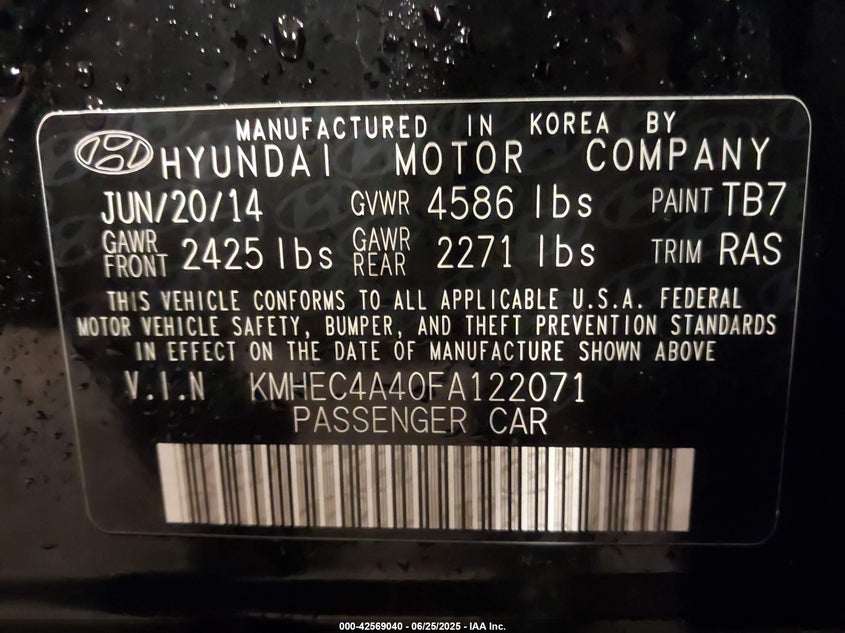 MANUFACTURED IN KOREA BY
HYUNDAI MOTOR COMPANY
JUN/20/14 GVWR 4586 lbs PAINT TB7
GAWR FRONT 2425 lbs GAWR REAR 2271 lbs TRIM RAS
THIS VEHICLE CONFORMS TO ALL APPLICABLE U.S.A. FEDERAL
MOTOR VEHICLE SAFETY, BUMPER, AND THEFT PREVENTION STANDARDS
IN EFFECT ON THE DATE OF MANUFACTURE SHOWN ABOVE
V.I.N KMHEC4A40FA122071
PASSENGER CAR
000-42569040 - 06/25/2025 - IAA Inc.